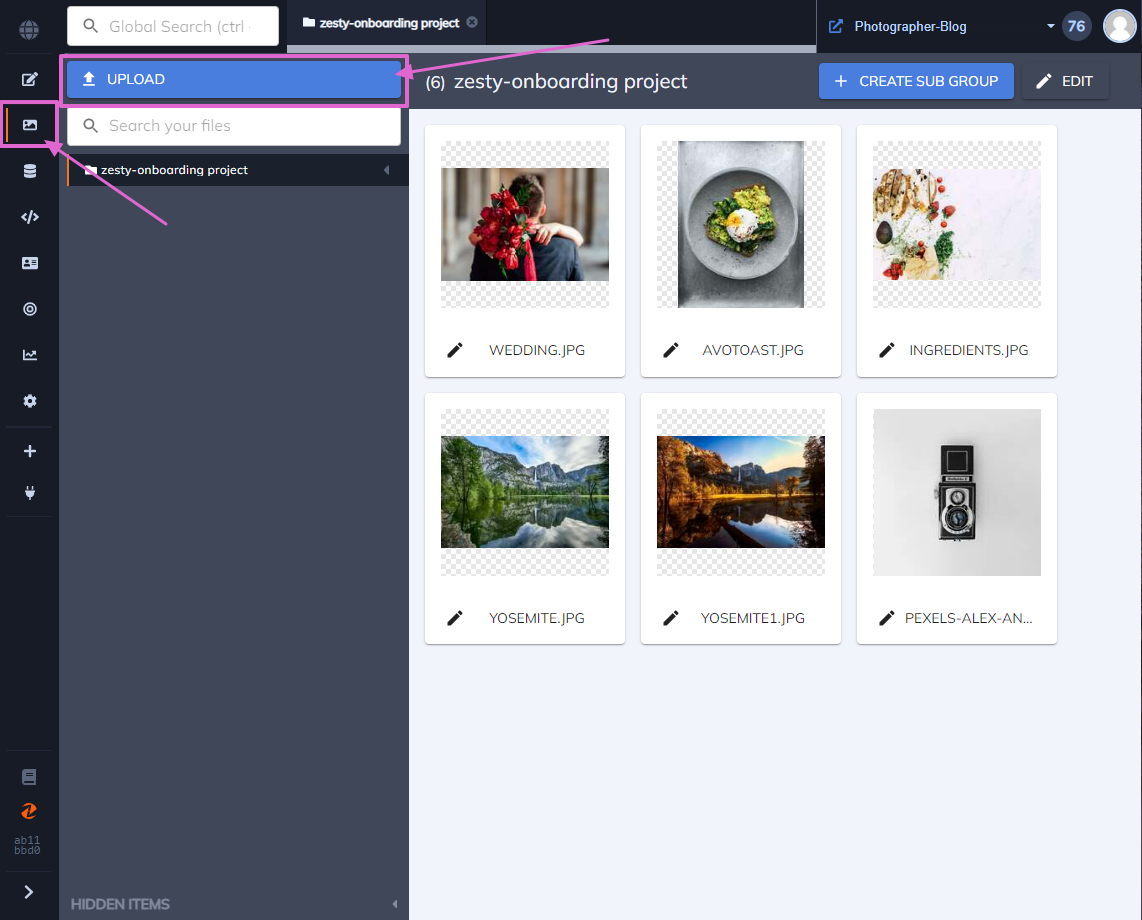 Global Search (ctrl
zesty-onboarding project
Photographer-Blog
76
UPLOAD
(6) zesty-onboarding project
CREATE SUB GROUP
EDIT
Search your files
zesty-onboarding project
WEDDING.JPG
AVOTOAST.JPG
INGREDIENTS.JPG
YOSEMITE.JPG
YOSEMITE1.JPG
PEXELS-ALEX-AN...
ab11
bbd0
HIDDEN ITEMS